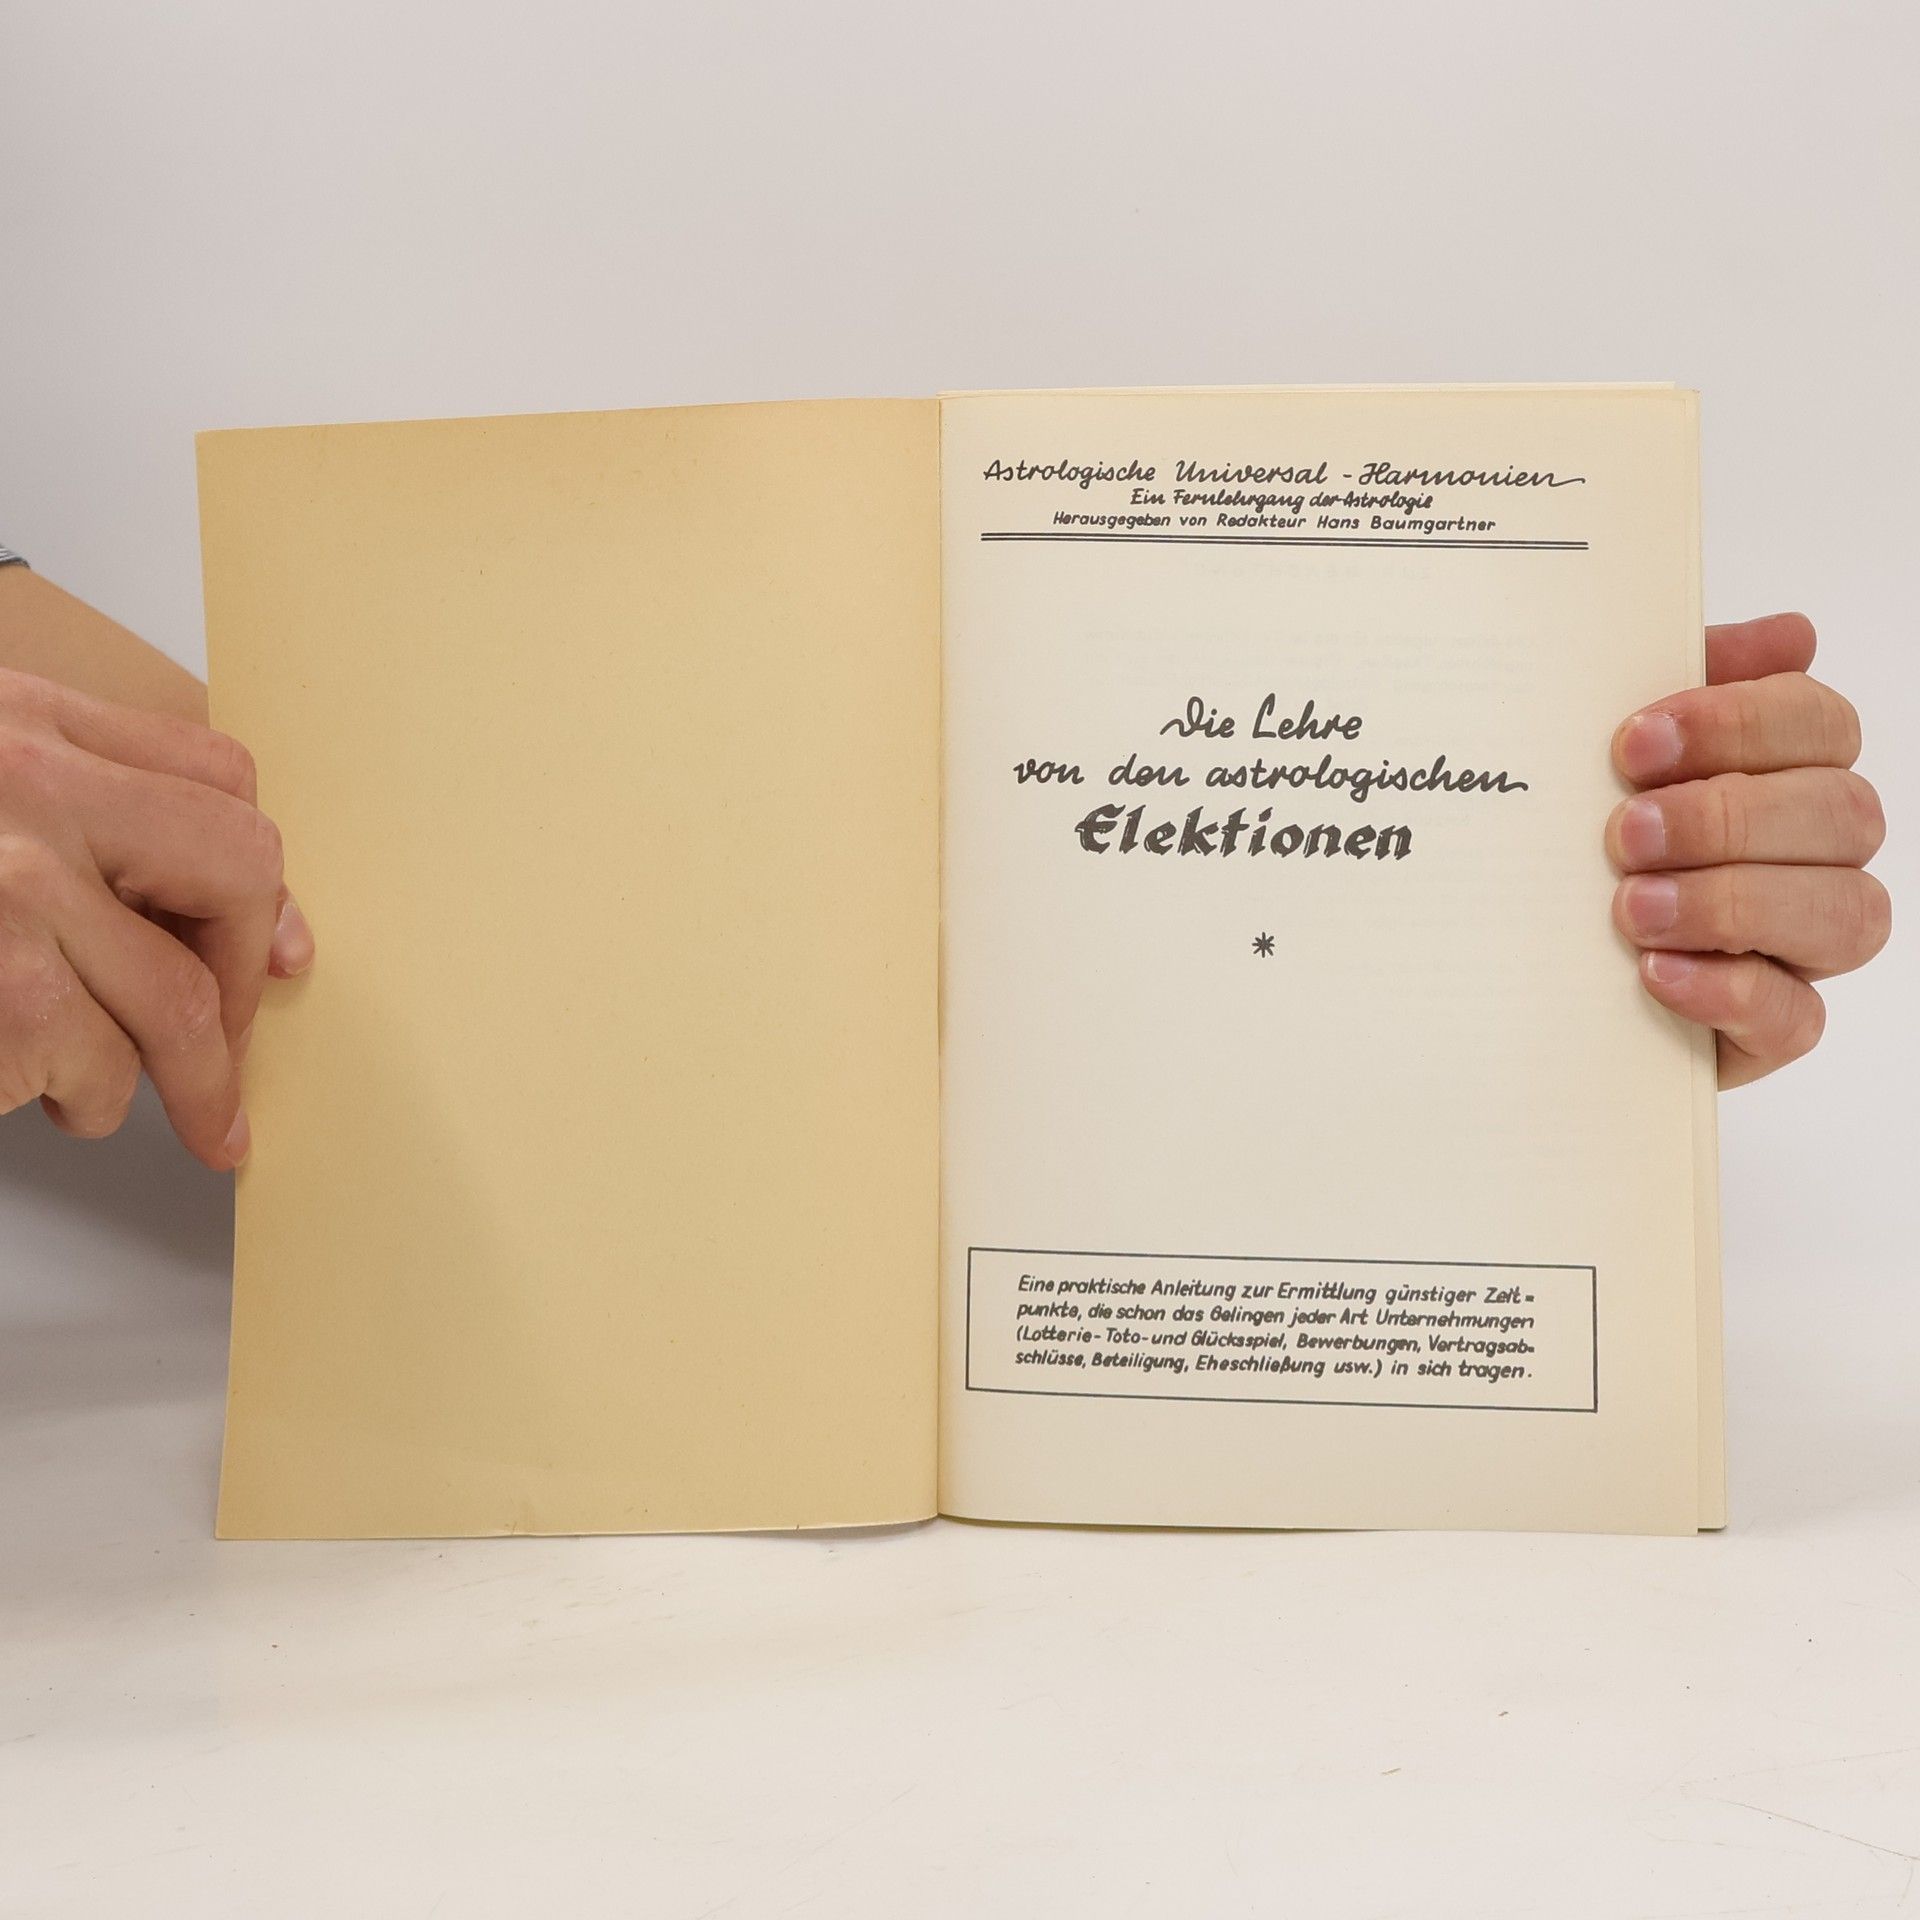 Astrologische Universal-Harmonien
Ein Fernlehrgang der Astrologie
Herausgegeben von Redakteur Hans Baumgartner
Die Lehre
von den astrologischen
Elektionen
*
Eine praktische Anleitung zur Ermittlung günstiger Zeit=
punkte, die schon das Gelingen jeder Art Unternehmungen
(Lotterie-Toto-und Glücksspiel, Bewerbungen, Vertragsab=
schlüsse, Beteiligung, Eheschließung usw.) in sich tragen.